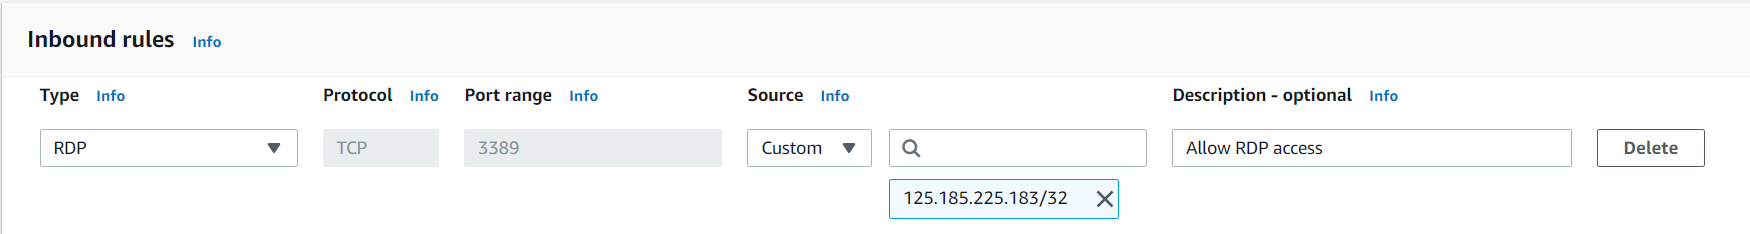 Inbound rules Info
Type Info Protocol Info Port range Info Source Info Description - optional Info
RDP TCP 3389 Custom Allow RDP access Delete
125.185.225.183/32